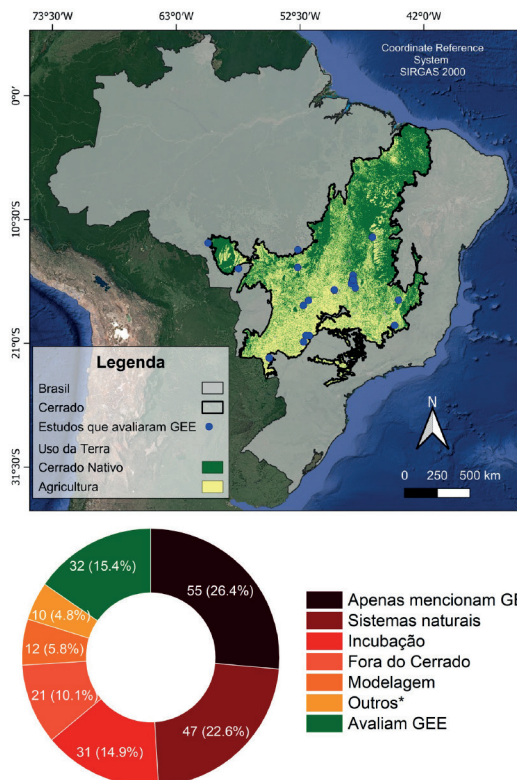 73°30' -63°0' -52°30' -42°0'
Coordinate Reference
System
SIRGAS 2000
0°0'
-10°30'
-21°0'
-31°30'
Legenda
Brasil
Cerrado
Estudos que avaliaram GEE
Uso da Terra
Cerrado Nativo
Agricultura
N
0 250 500 km
32 (15.4%)
55 (26.4%)
10 (4.8%)
12 (5.8%)
21 (10.1%)
31 (14.9%)
47 (22.6%)
Apenas mencionam GE
Sistemas naturais
Incubação
Fora do Cerrado
Modelagem
Outros*
Avaliam GEE